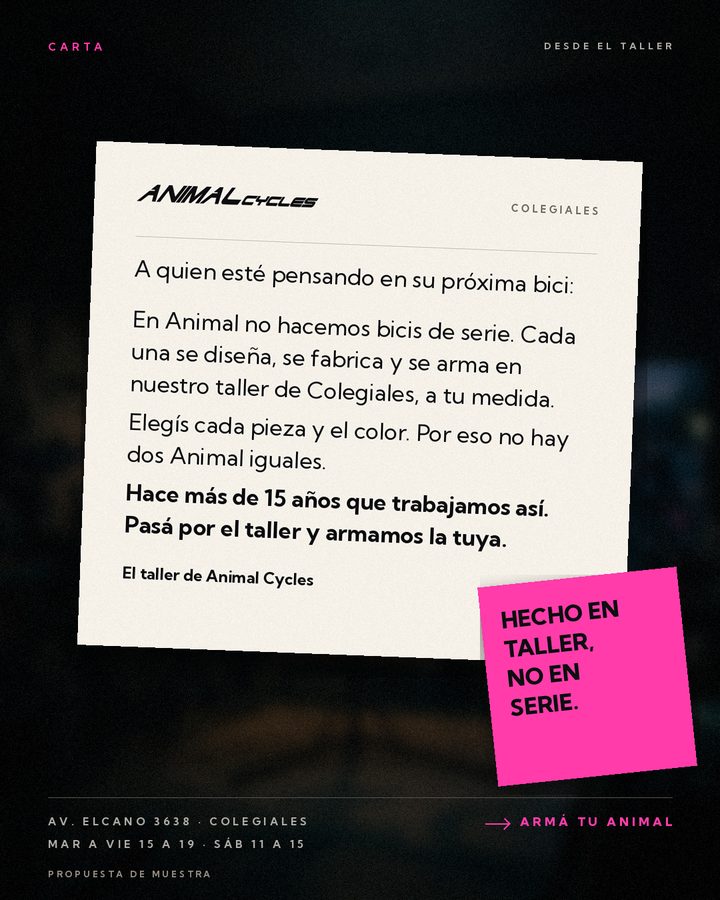 CARTA
DESDE EL TALLER
ANIMAL CYCLES
COLEGIALES
A quien esté pensando en su próxima bici:
En Animal no hacemos bicis de serie. Cada
una se diseña, se fabrica y se arma en
nuestro taller de Colegiales, a tu medida.
Elegís cada pieza y el color. Por eso no hay
dos Animal iguales.
Hace más de 15 años que trabajamos así.
Pasá por el taller y armamos la tuya.
El taller de Animal Cycles
HECHO EN
TALLER,
NO EN
SERIE.
AV. ELCANO 3638 · COLEGIALES
MAR A VIE 15 A 19 · SÁB 11 A 15
→ ARMÁ TU ANIMAL
PROPUESTA DE MUESTRA